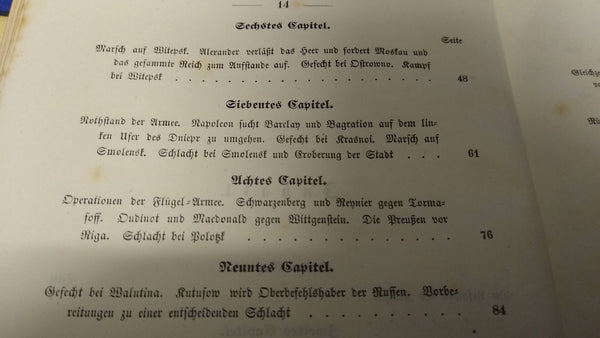 14
Sechstes Capitel.
Seite
Marsch auf Witepsk. Alexander verläßt das Heer und fordert Moskau und
das gesammte Reich zum Aufstande auf. Gefecht bei Ostrowno. Kampf
bei Witepsk . . . . . . . . . . . . . . . . . . . 48
Siebentes Capitel.
Nothstand der Armee. Napoleon sucht Barclay und Bagration auf dem lin-
ken Ufer des Dniepr zu umgehen. Gefecht bei Krasnoi. Marsch auf
Smolensk. Schlacht bei Smolensk und Eroberung der Stadt . . . 61
Achtes Capitel.
Operationen der Flügel-Armee. Schwarzenberg und Reynier gegen Torma-
soff. Oudinot und Macdonald gegen Wittgenstein. Die Preußen vor
Riga. Schlacht bei Polotzk . . . . . . . . . . . . . 76
Neuntes Capitel.
Gefecht bei Walutina. Kutusow wird Oberbefehlshaber der Russen. Vorbe-
reitungen zu einer entscheidenden Schlacht . . . . . . . . . 84